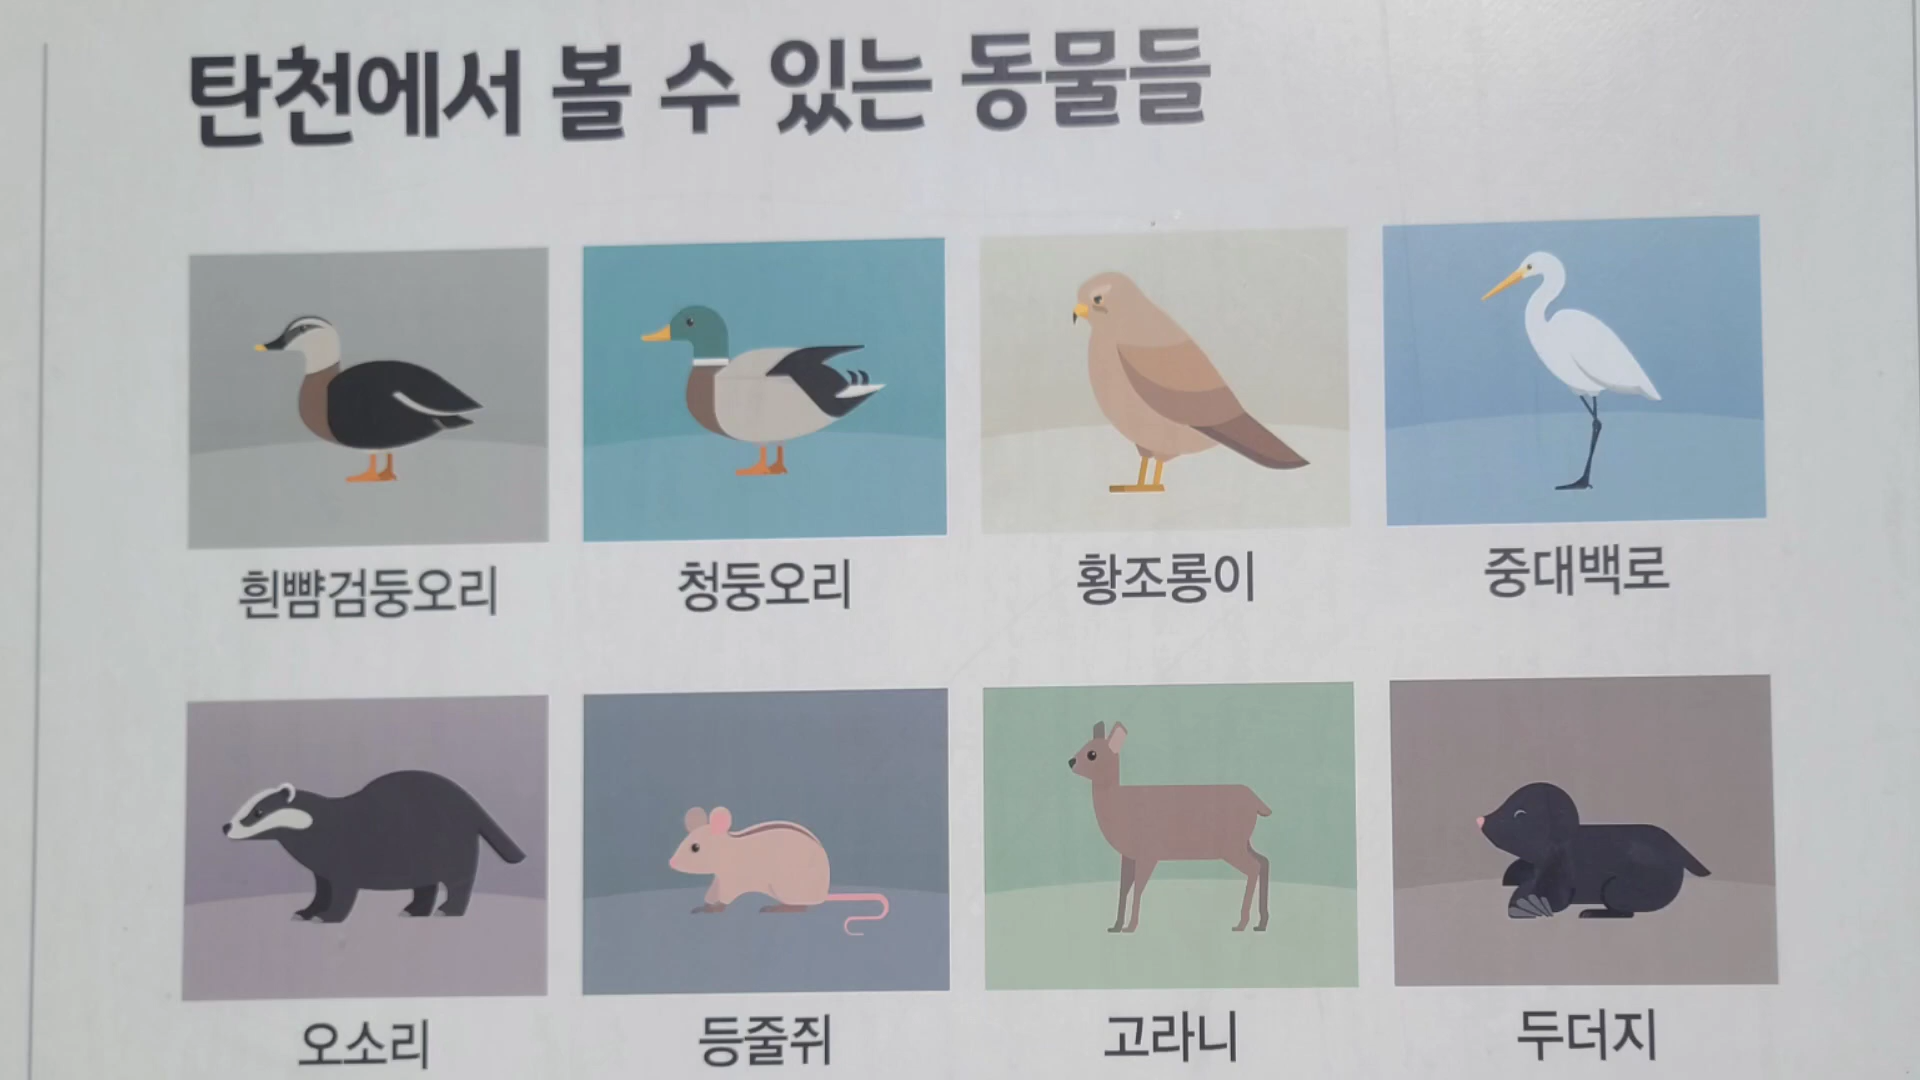 탄천에서 볼 수 있는 동물들
흰뺨검둥오리 청둥오리 황조롱이 중대백로
오소리 등줄쥐 고라니 두더지